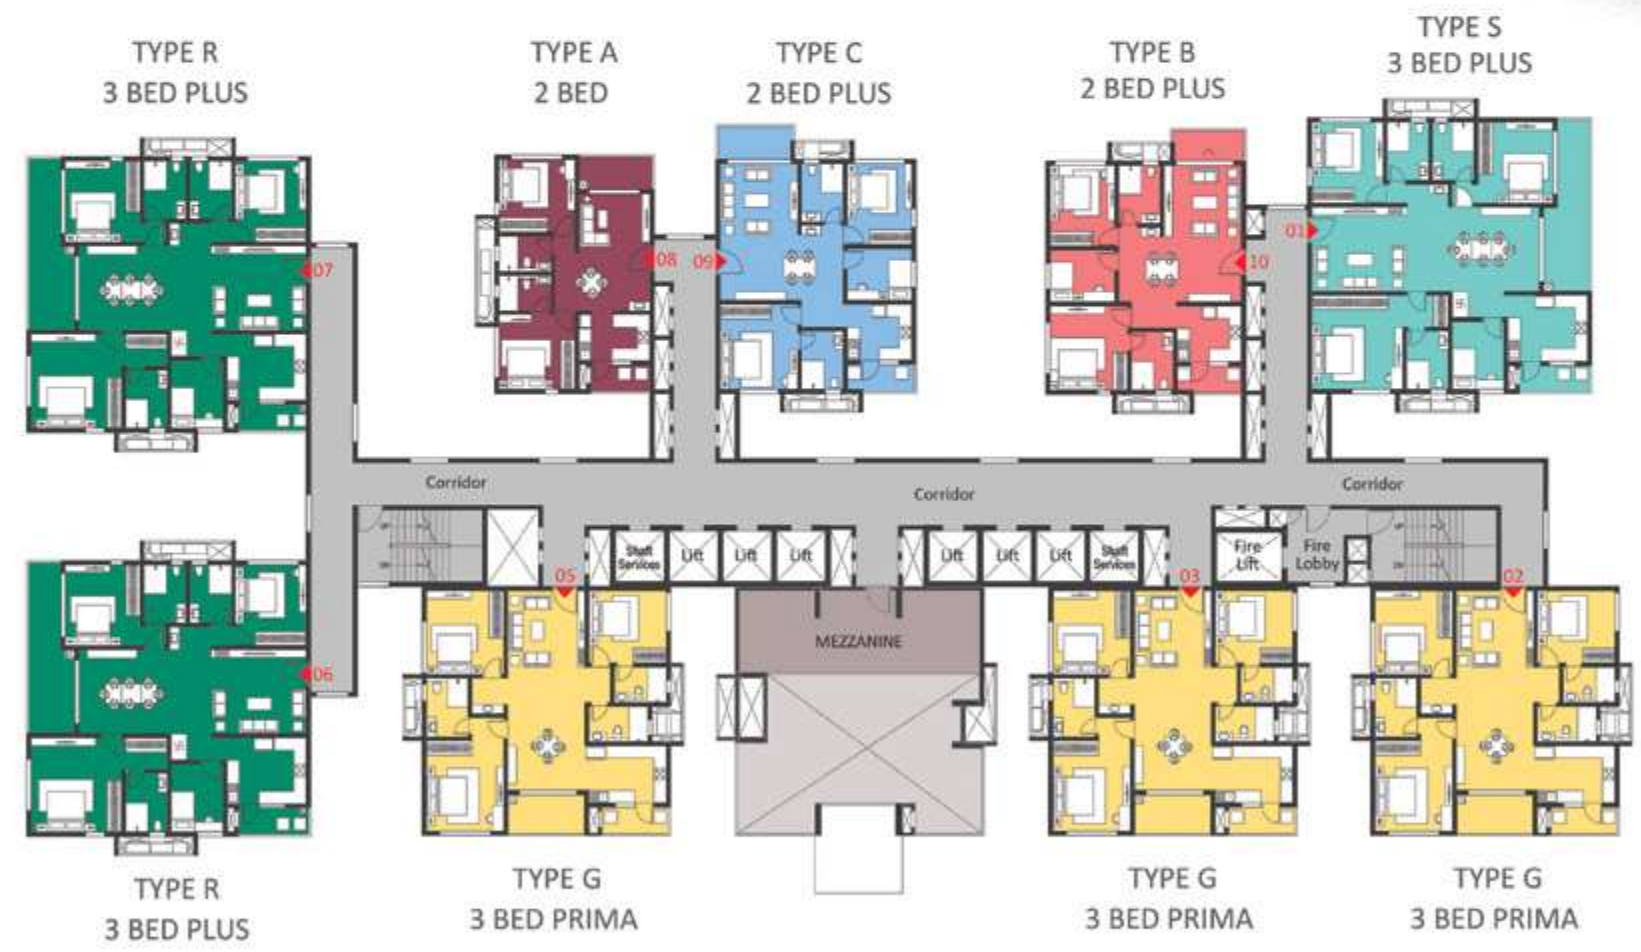 TYPE R
3 BED PLUS
TYPE A
2 BED
TYPE C
2 BED PLUS
TYPE B
2 BED PLUS
TYPE S
3 BED PLUS
07
08
09
10
01
Corridor
Corridor
Corridor
Shaft
Services
Lift
Lift
Lift
Lift
Lift
Lift
Shaft
Services
Fire
Lift
Fire
Lobby
05
03
02
06
MEZZANINE
TYPE R
3 BED PLUS
TYPE G
3 BED PRIMA
TYPE G
3 BED PRIMA
TYPE G
3 BED PRIMA